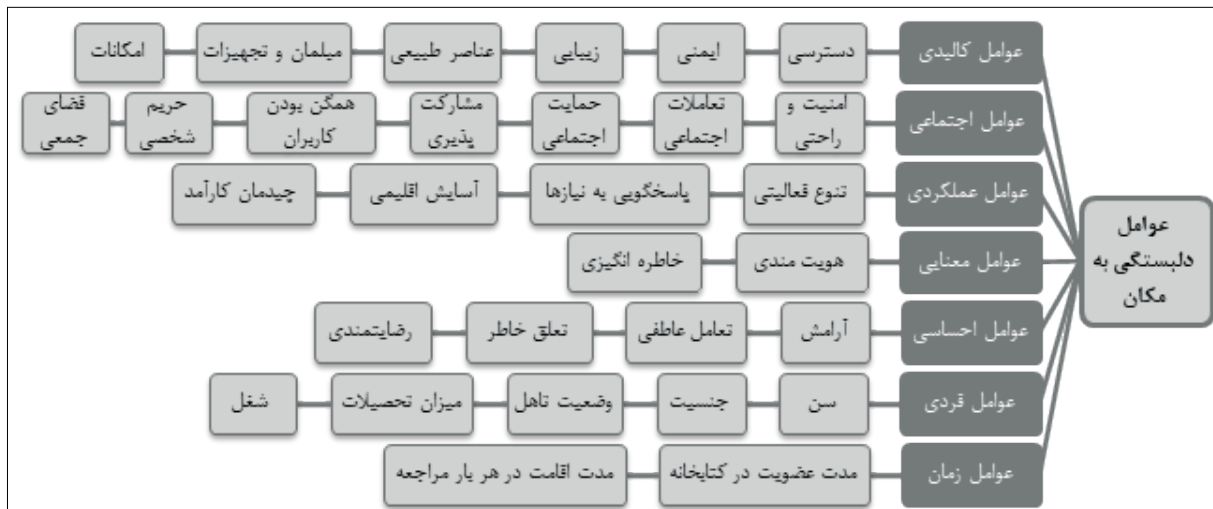 عوامل
دلبستگی به
مکان
عوامل کالبدی
دسترسی
ایمنی
زیبایی
عناصر طبیعی
مبلمان و تجهیزات
امکانات
عوامل اجتماعی
امنیت و
راحتی
تعاملات
اجتماعی
حمایت
اجتماعی
مشارکت
پذیری
همگن بودن
کاربران
حریم
شخصی
فضای
جمعی
عوامل عملکردی
تنوع فعالیتی
پاسخگویی به نیازها
آسایش اقلیمی
چیدمان کارآمد
عوامل معنایی
هویت مندی
خاطره انگیزی
عوامل احساسی
آرامش
تعامل عاطفی
تعلق خاطر
رضایتمندی
عوامل فردی
سن
جنسیت
وضعیت تاهل
میزان تحصیلات
شغل
عوامل زمان
مدت عضویت در کتابخانه
مدت اقامت در هر بار مراجعه